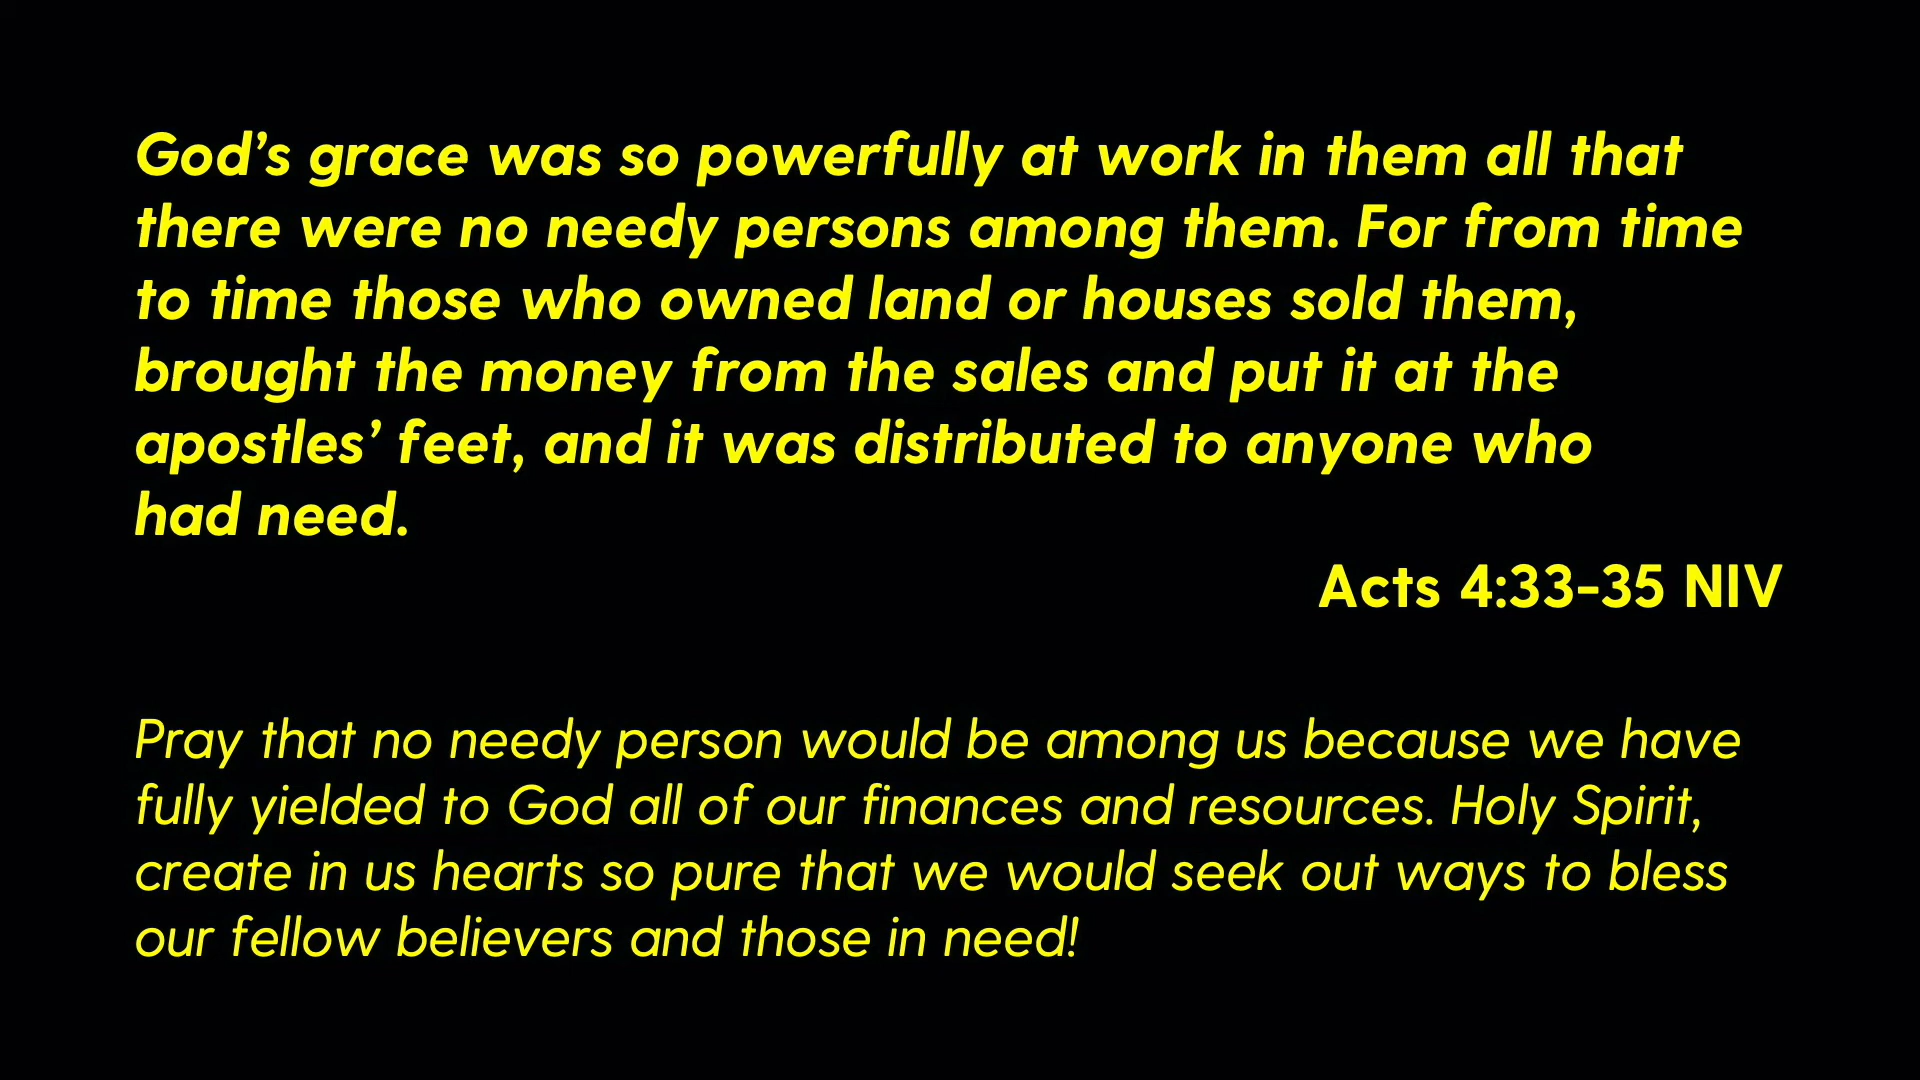 God’s grace was so powerfully at work in them all that
there were no needy persons among them. For from time
to time those who owned land or houses sold them,
brought the money from the sales and put it at the
apostles’ feet, and it was distributed to anyone who
had need.
Acts 4:33-35 NIV
Pray that no needy person would be among us because we have
fully yielded to God all of our finances and resources. Holy Spirit,
create in us hearts so pure that we would seek out ways to bless
our fellow believers and those in need!